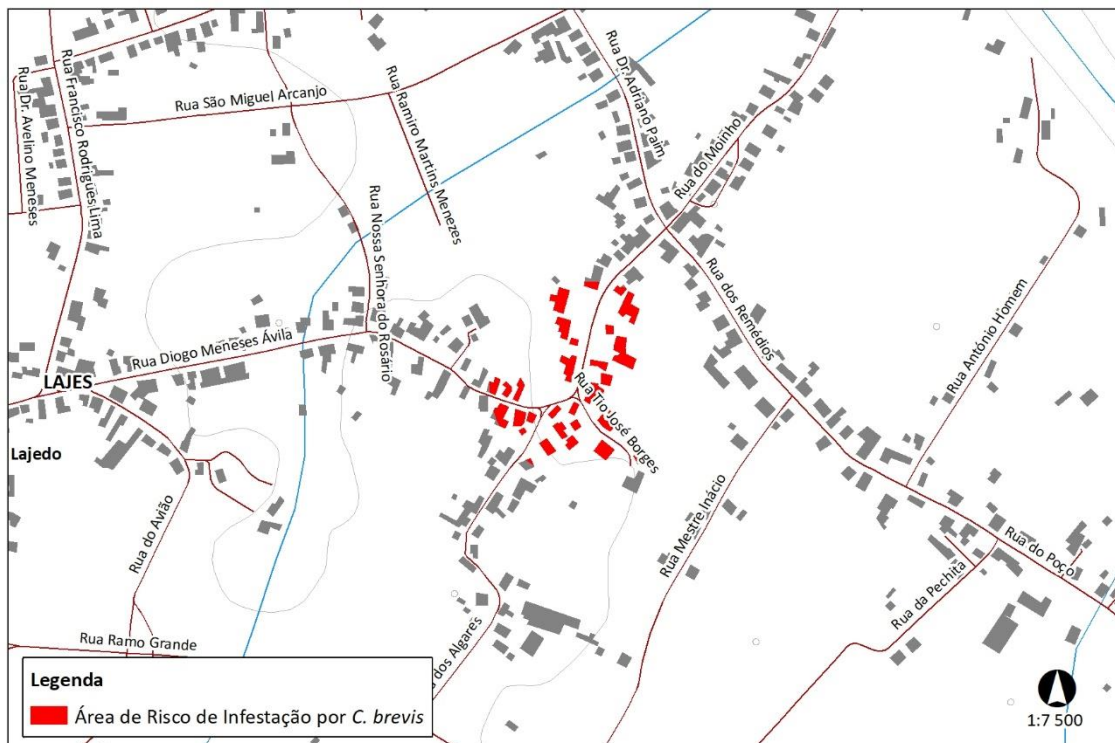 Rua Dr. Adriano Paim
Rua Francisco Rodrigues Lima
Rua Dr. Avelino Meneses
Rua São Miguel Arcanjo
Rua Ramiro Martins Menezes
Rua do Moinho
Rua Nossa Senhora do Rosário
Rua dos Remédios
Rua António Homem
Rua Diogo Meneses Ávila
LAJES
Rua Tio José Borges
Lajedo
Rua do Avião
Rua Mestre Inácio
Rua do Poço
Rua da Pechita
dos Algares
Rua Ramo Grande
Legenda
Área de Risco de Infestação por C. brevis
1:7 500